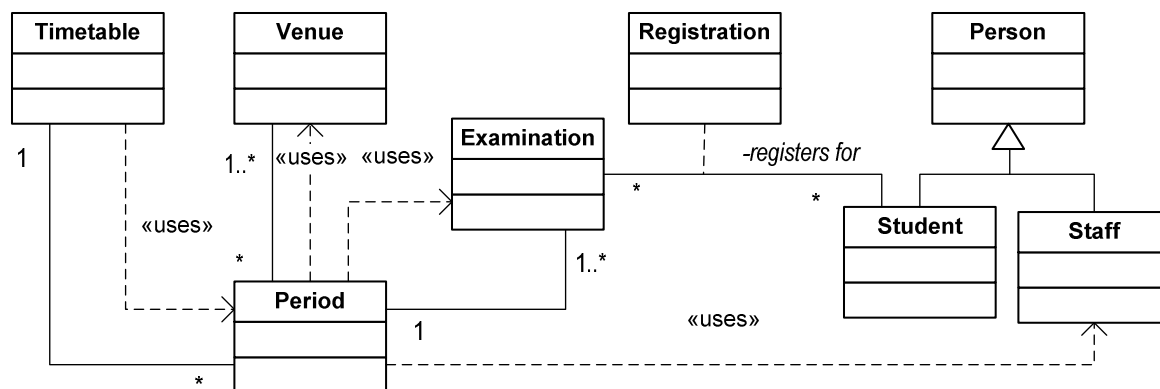 Timetable
Venue
Registration
Person
Examination
1
1..*
«uses»
«uses»
-registers for
*
*
Student
Staff
«uses»
*
1..*
Period
1
«uses»
*